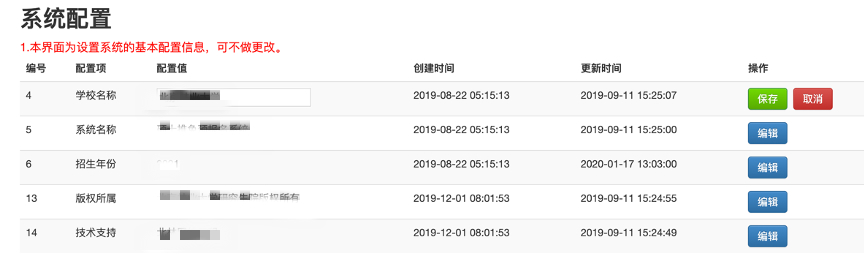 系统配置
1.本界面为设置系统的基本配置信息，可不做更改。
编号 配置项 配置值 创建时间 更新时间 操作
4 学校名称 2019-08-22 05:15:13 2019-09-11 15:25:07 保存 取消
5 系统名称 2019-08-22 05:15:13 2019-09-11 15:25:00 编辑
6 招生年份 2019-08-22 05:15:13 2020-01-17 13:03:00 编辑
13 版权所属 版权所有 2019-12-01 08:01:53 2019-09-11 15:24:55 编辑
14 技术支持 2019-12-01 08:01:53 2019-09-11 15:24:49 编辑